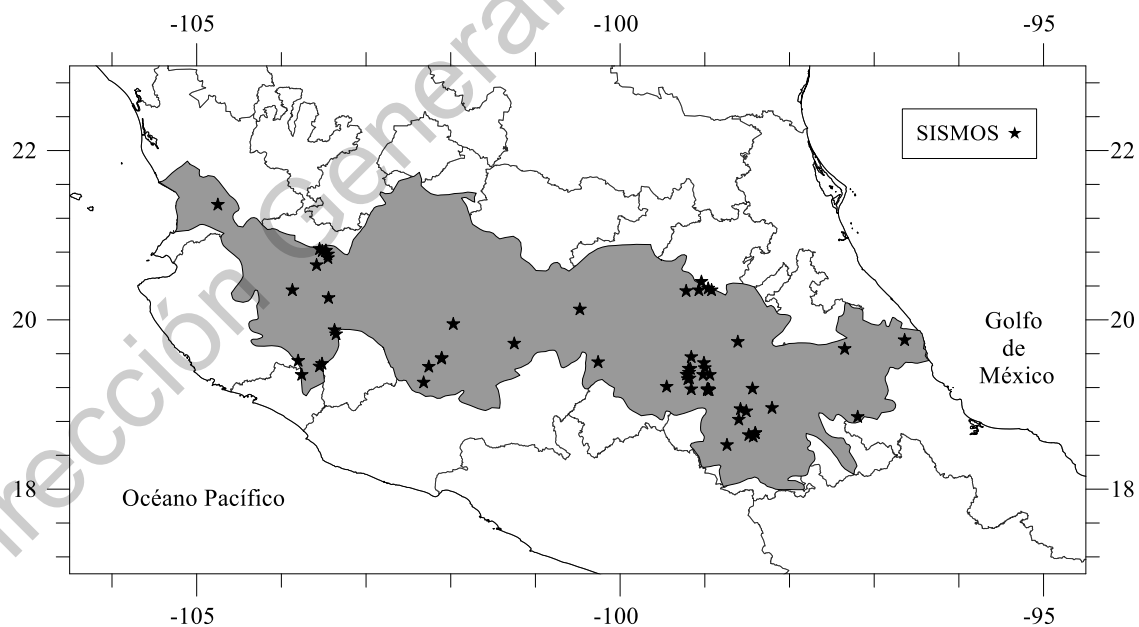 -105 -100 -95
SISMOS ★
22 22
20 20
Golfo
de
México
18 18
Océano Pacífico
-105 -100 -95
irección General